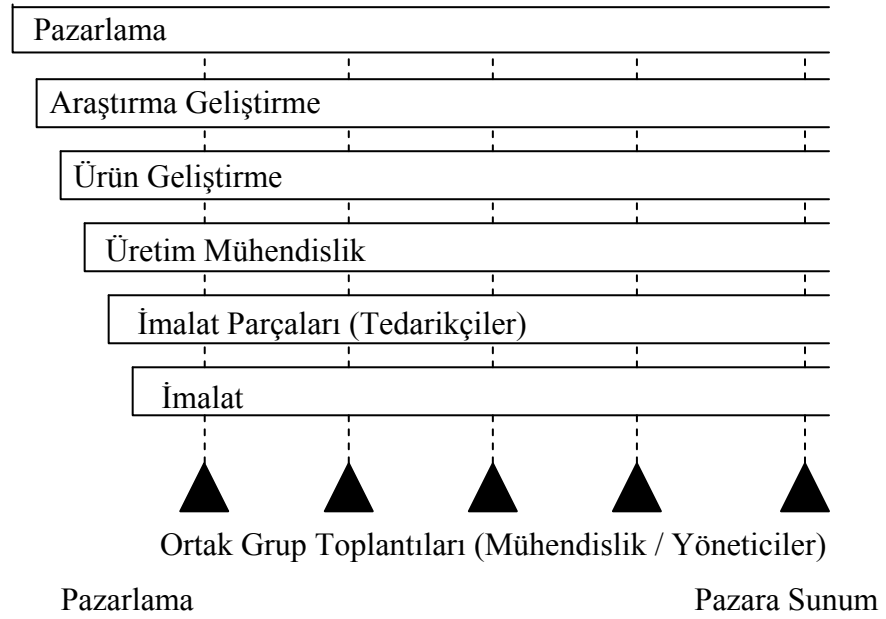 Pazarlama
Araştırma Geliştirme
Ürün Geliştirme
Üretim Mühendislik
İmalat Parçaları (Tedarikçiler)
İmalat
Ortak Grup Toplantıları (Mühendislik / Yöneticiler)
Pazarlama Pazara Sunum